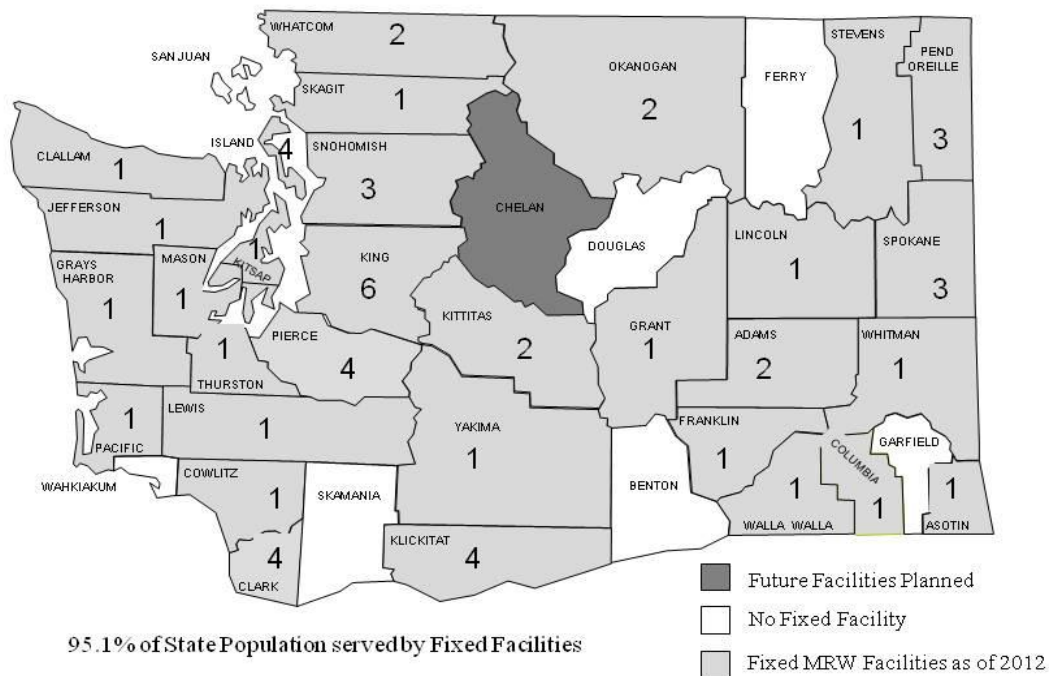 WHATCOM
2
SAN JUAN
SKAGIT
1
OKANOGAN
2
FERRY
STEVENS
1
PEND
OREILLE
3
ISLAND
4
SNOHOMISH
3
CLALLAM
1
JEFFERSON
1
CHELAN
DOUGLAS
LINCOLN
1
SPOKANE
3
GRAYS
HARBOR
1
MASON
1
1
KITSAP
KING
6
KITTITAS
2
GRANT
1
ADAMS
2
WHITMAN
1
PIERCE
4
1
THURSTON
1
PACIFIC
LEWIS
1
YAKIMA
1
FRANKLIN
1
GARFIELD
COLUMBIA
1
WAHKIAKUM
COWLITZ
1
SKAMANIA
BENTON
1
WALLA WALLA
1
ASOTIN
4
CLARK
KLICKITAT
4
Future Facilities Planned
No Fixed Facility
Fixed MRW Facilities as of 2012
95.1% of State Population served by Fixed Facilities